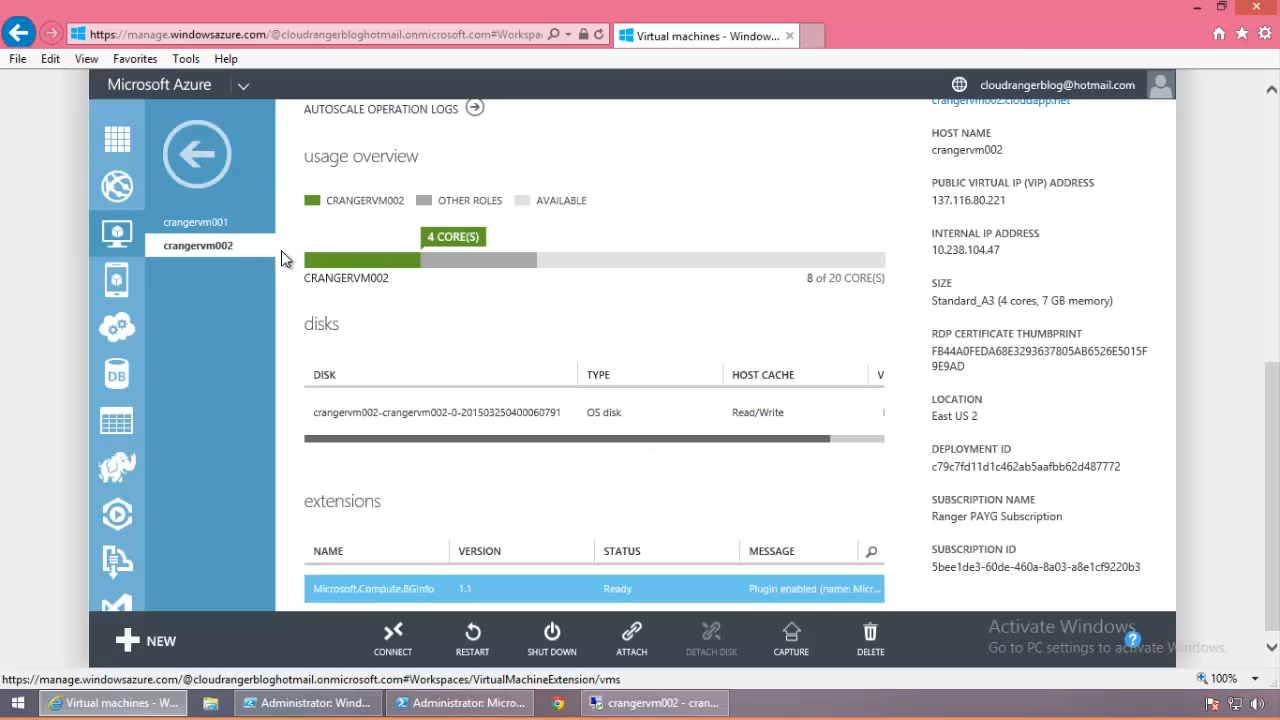 https://manage.windowsazure.com/@cloudrangerbloghotmail.onmicrosoft.com#Workspac
Virtual machines - Window...
File Edit View Favorites Tools Help
Microsoft Azure
cloudrangerblog@hotmail.com
AUTOSCALE OPERATION LOGS
crangervm002.cloudapp.net
usage overview
HOST NAME
crangervm002
CRANGERVM002 OTHER ROLES AVAILABLE
PUBLIC VIRTUAL IP (VIP) ADDRESS
137.116.80.221
crangervm001
crangervm002
4 CORE(S)
CRANGERVM002
8 of 20 CORE(S)
INTERNAL IP ADDRESS
10.238.104.47
SIZE
Standard_A3 (4 cores, 7 GB memory)
disks
RDP CERTIFICATE THUMBPRINT
FB44A0FEDA68E3293637805AB6526E5015F
9E9AD
DISK TYPE HOST CACHE V
crangervm002-crangervm002-0-201503250400060791 OS disk Read/Write
LOCATION
East US 2
DB
DEPLOYMENT ID
c79c7fd11d1c462ab5aafbb62d487772
extensions
SUBSCRIPTION NAME
Ranger PAYG Subscription
NAME VERSION STATUS MESSAGE
Microsoft.Compute.BGInfo 1.1 Ready Plugin enabled (name: Micr...
SUBSCRIPTION ID
5bee1de3-60de-460a-8a03-a8e1cf9220b3
NEW
CONNECT RESTART SHUT DOWN ATTACH DETACH DISK CAPTURE DELETE
Activate Windows
Go to PC settings to activate Windows.
?
https://manage.windowsazure.com/@cloudrangerbloghotmail.onmicrosoft.com#Workspaces/VirtualMachineExtension/vms
100%
Virtual machines - W... Administrator: Wind... Administrator: Micro... crangervm002 - cran...